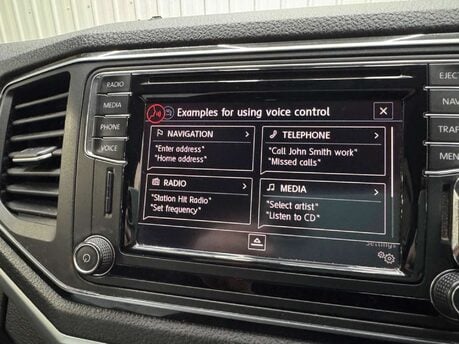 RADIO
MEDIA
PHONE
VOICE
Examples for using voice control
NAVIGATION
"Enter address"
"Home address"
TELEPHONE
"Call John Smith work"
"Missed calls"
RADIO
"Station Hit Radio"
"Set frequency"
MEDIA
"Select artist"
"Listen to CD"
Settings
EJEC
NAV
TRAF
MEN